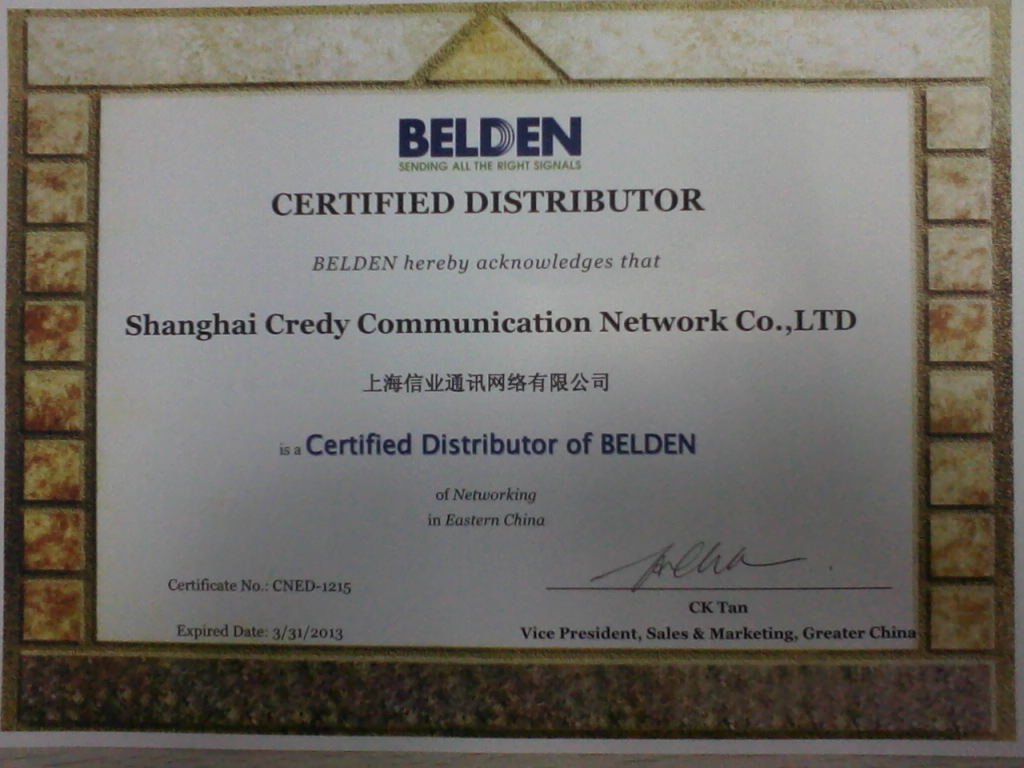 BELDEN
SENDING ALL THE RIGHT SIGNALS
CERTIFIED DISTRIBUTOR
BELDEN hereby acknowledges that
Shanghai Credy Communication Network Co.,LTD
上海信业通讯网络有限公司
is a Certified Distributor of BELDEN
of Networking
in Eastern China
Certificate No.: CNED-1215
CK Tan
Expired Date: 3/31/2013
Vice President, Sales & Marketing, Greater China